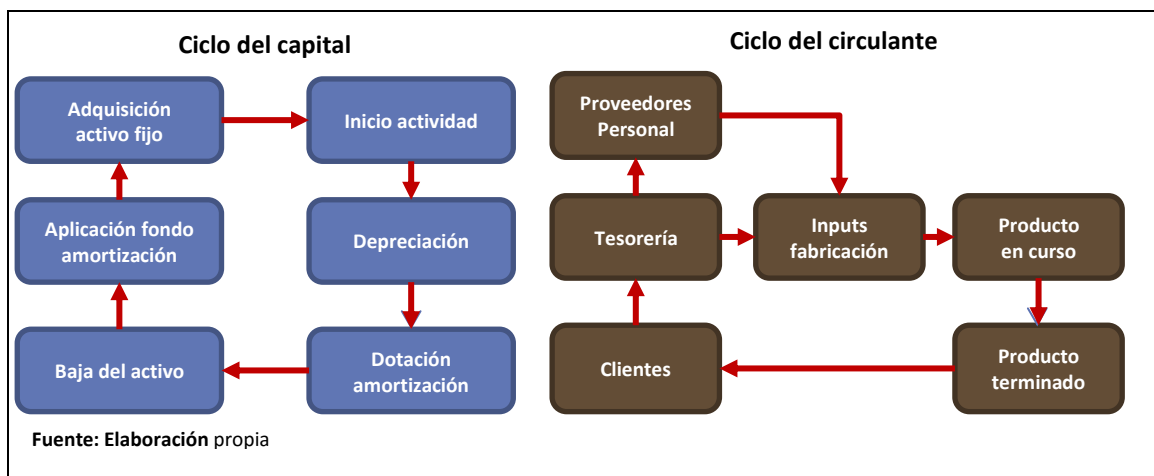 Ciclo del capital
Adquisición
activo fijo
Inicio actividad
Aplicación fondo
amortización
Depreciación
Baja del activo
Dotación
amortización
Ciclo del circulante
Proveedores
Personal
Tesorería
Inputs
fabricación
Producto
en curso
Clientes
Producto
terminado
Fuente: Elaboración propia